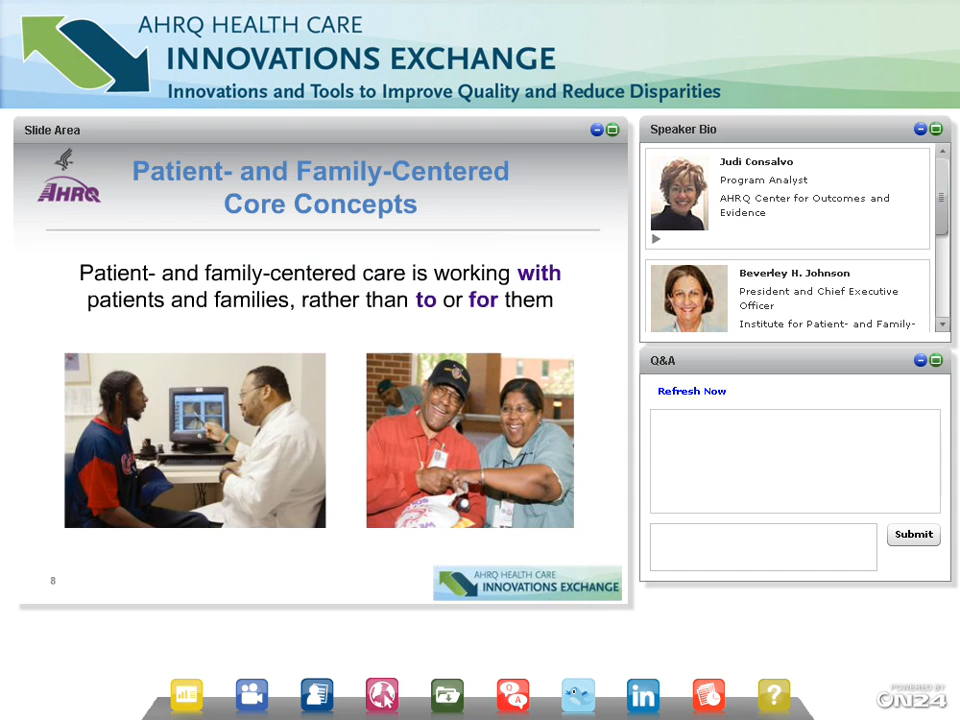 AHRQ HEALTH CARE
INNOVATIONS EXCHANGE
Innovations and Tools to Improve Quality and Reduce Disparities
Slide Area
AHRQ
Patient- and Family-Centered
Core Concepts
Patient- and family-centered care is working with
patients and families, rather than to or for them
8
AHRQ HEALTH CARE
INNOVATIONS EXCHANGE
Speaker Bio
Judi Consalvo
Program Analyst
AHRQ Center for Outcomes and
Evidence
Beverley H. Johnson
President and Chief Executive
Officer
Institute for Patient- and Family-
Q&A
Refresh Now
Submit
Q
A
in
?
POWERED BY
ON24